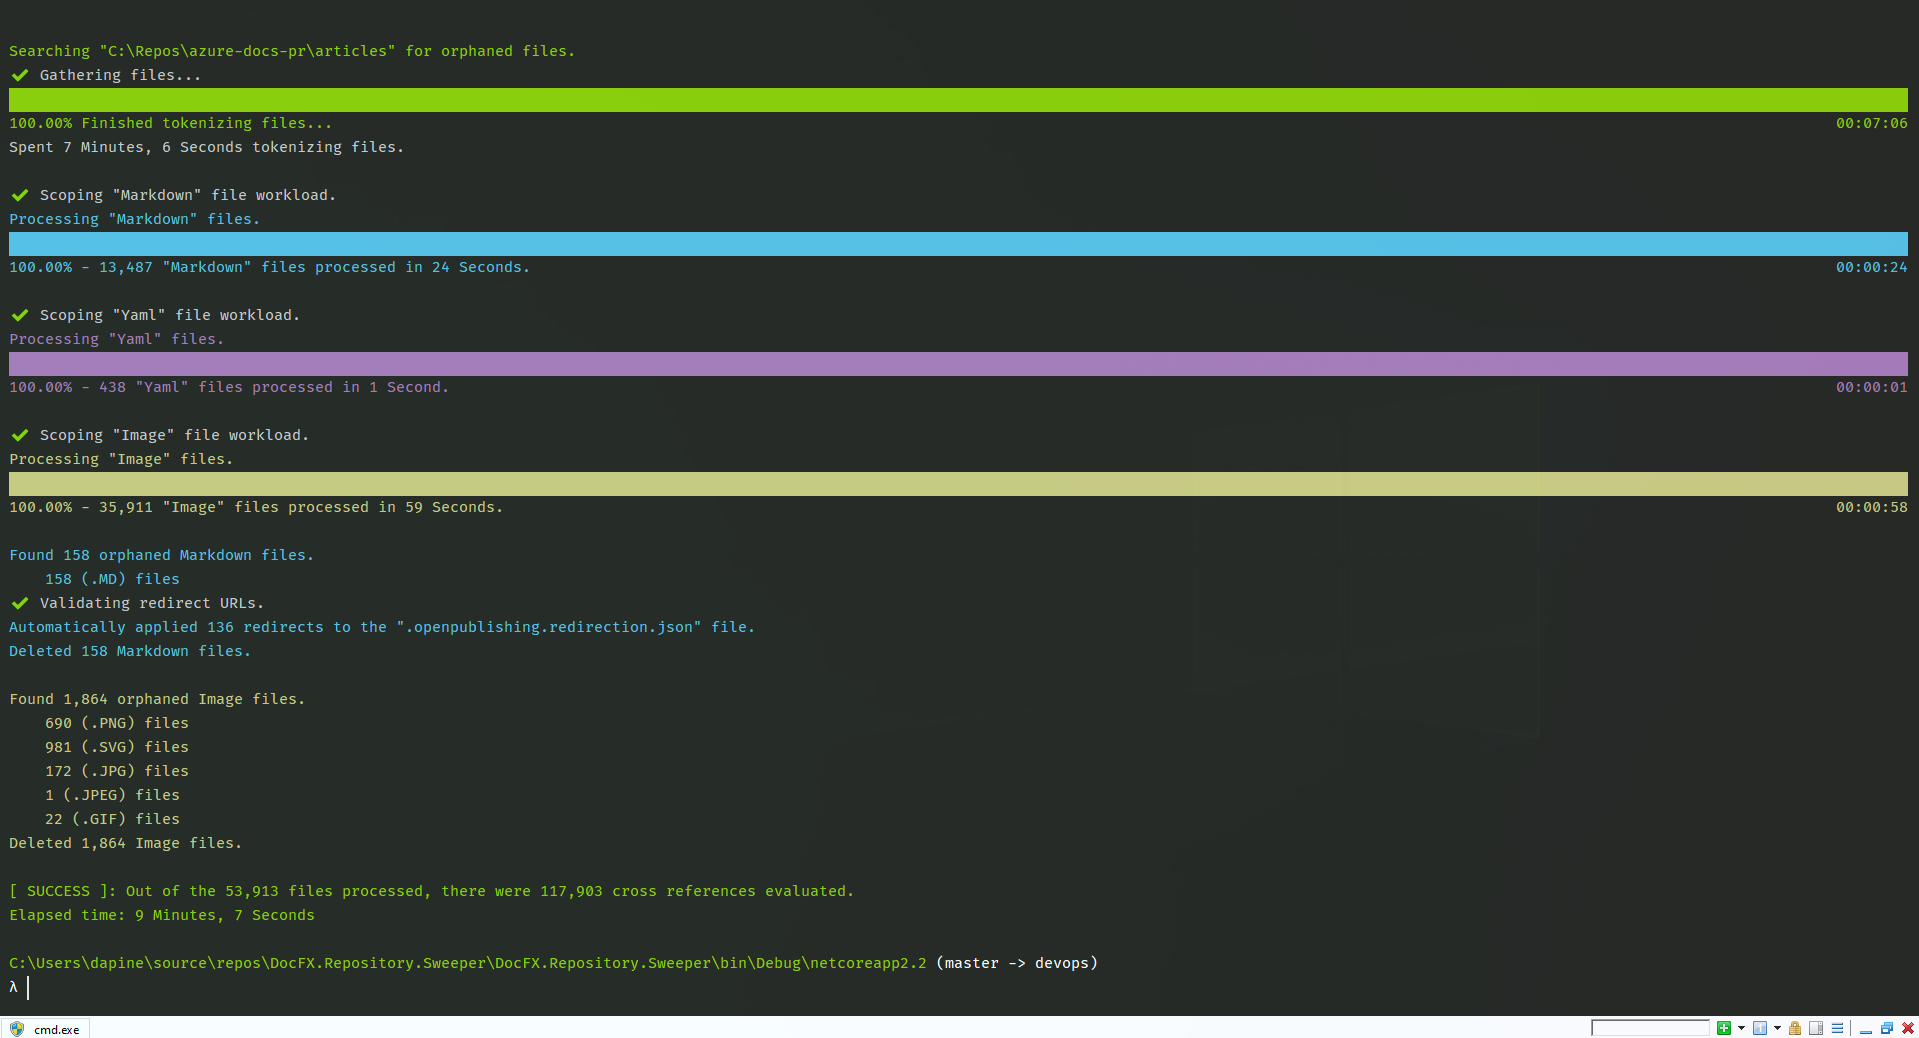 Searching "C:\Repos\azure-docs-pr\articles" for orphaned files.
✔ Gathering files...
100.00% Finished tokenizing files... 00:07:06
Spent 7 Minutes, 6 Seconds tokenizing files.
✔ Scoping "Markdown" file workload.
Processing "Markdown" files.
100.00% - 13,487 "Markdown" files processed in 24 Seconds. 00:00:24
✔ Scoping "Yaml" file workload.
Processing "Yaml" files.
100.00% - 438 "Yaml" files processed in 1 Second. 00:00:01
✔ Scoping "Image" file workload.
Processing "Image" files.
100.00% - 35,911 "Image" files processed in 59 Seconds. 00:00:58
Found 158 orphaned Markdown files.
158 (.MD) files
✔ Validating redirect URLs.
Automatically applied 136 redirects to the ".openpublishing.redirection.json" file.
Deleted 158 Markdown files.
Found 1,864 orphaned Image files.
690 (.PNG) files
981 (.SVG) files
172 (.JPG) files
1 (.JPEG) files
22 (.GIF) files
Deleted 1,864 Image files.
[ SUCCESS ]: Out of the 53,913 files processed, there were 117,903 cross references evaluated.
Elapsed time: 9 Minutes, 7 Seconds
C:\Users\dapine\source\repos\DocFX.Repository.Sweeper\DocFX.Repository.Sweeper\bin\Debug\netcoreapp2.2 (master -> devops)
λ
cmd.exe